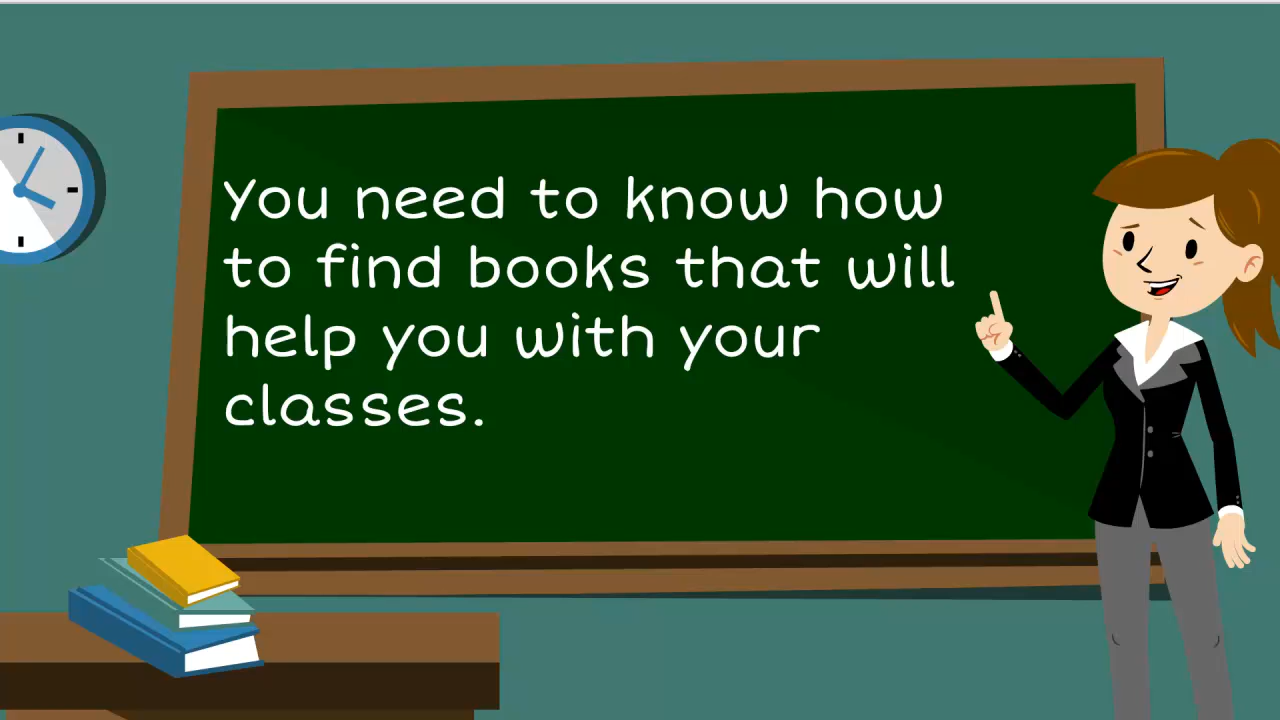 You need to know how
to find books that will
help you with your
classes.